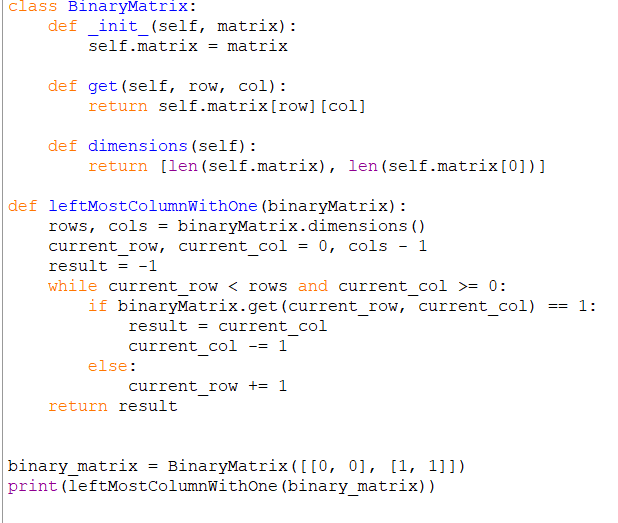 class BinaryMatrix:
    def _init_(self, matrix):
        self.matrix = matrix

    def get(self, row, col):
        return self.matrix[row][col]

    def dimensions(self):
        return [len(self.matrix), len(self.matrix[0])]

def leftMostColumnWithOne(binaryMatrix):
    rows, cols = binaryMatrix.dimensions()
    current_row, current_col = 0, cols - 1
    result = -1
    while current_row < rows and current_col >= 0:
        if binaryMatrix.get(current_row, current_col) == 1:
            result = current_col
            current_col -= 1
        else:
            current_row += 1
    return result


binary_matrix = BinaryMatrix([[0, 0], [1, 1]])
print(leftMostColumnWithOne(binary_matrix))